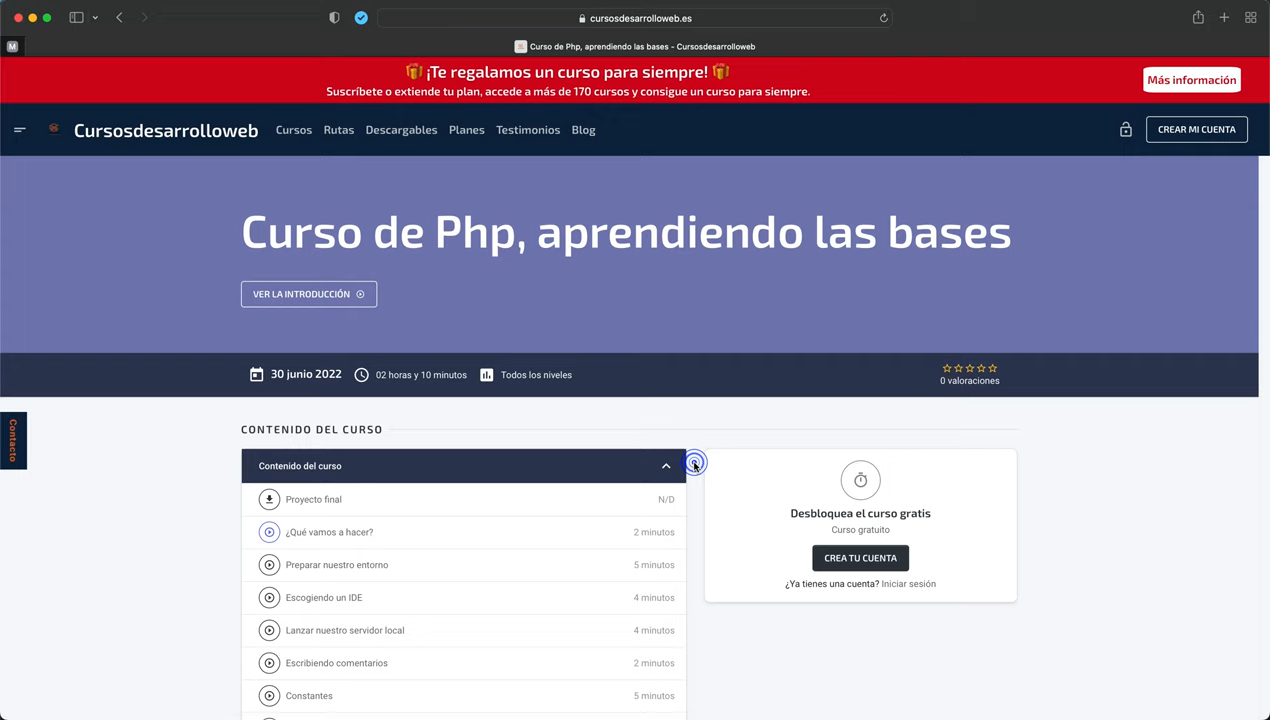 cursosdesarrolloweb.es
M
Curso de Php, aprendiendo las bases - Cursosdesarrolloweb
¡Te regalamos un curso para siempre!
Suscríbete o extiende tu plan, accede a más de 170 cursos y consigue un curso para siempre.
Más información
Cursosdesarrolloweb
Cursos
Rutas
Descargables
Planes
Testimonios
Blog
CREAR MI CUENTA
Curso de Php, aprendiendo las bases
VER LA INTRODUCCIÓN
30 junio 2022
02 horas y 10 minutos
Todos los niveles
0 valoraciones
Contacto
CONTENIDO DEL CURSO
Contenido del curso
Proyecto final N/D
¿Qué vamos a hacer? 2 minutos
Preparar nuestro entorno 5 minutos
Escogiendo un IDE 4 minutos
Lanzar nuestro servidor local 4 minutos
Escribiendo comentarios 2 minutos
Constantes 5 minutos
Desbloquea el curso gratis
Curso gratuito
CREA TU CUENTA
¿Ya tienes una cuenta? Iniciar sesión